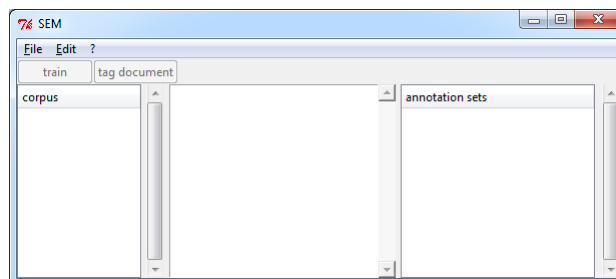 SEM
File Edit ?
train tag document
corpus annotation sets